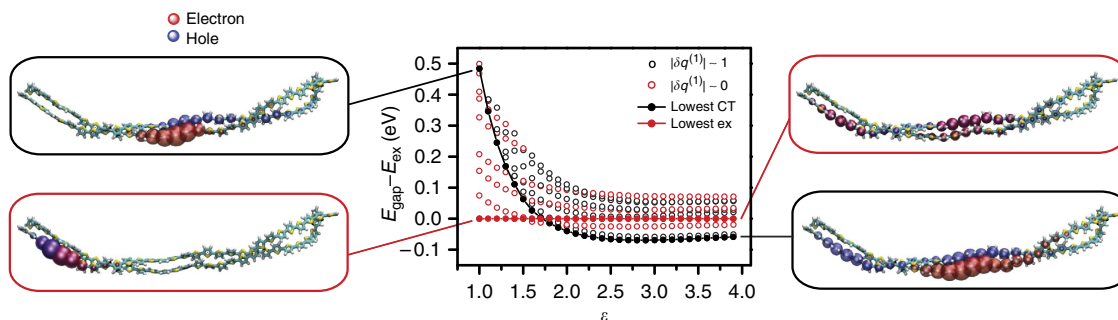 Electron
Hole
0.5
0.4
0.3
0.2
0.1
0.0
−0.1
E_gap−E_ex (eV)
|δq^(1)| ~ 1
|δq^(1)| ~ 0
Lowest CT
Lowest ex
1.0 1.5 2.0 2.5 3.0 3.5 4.0
ε